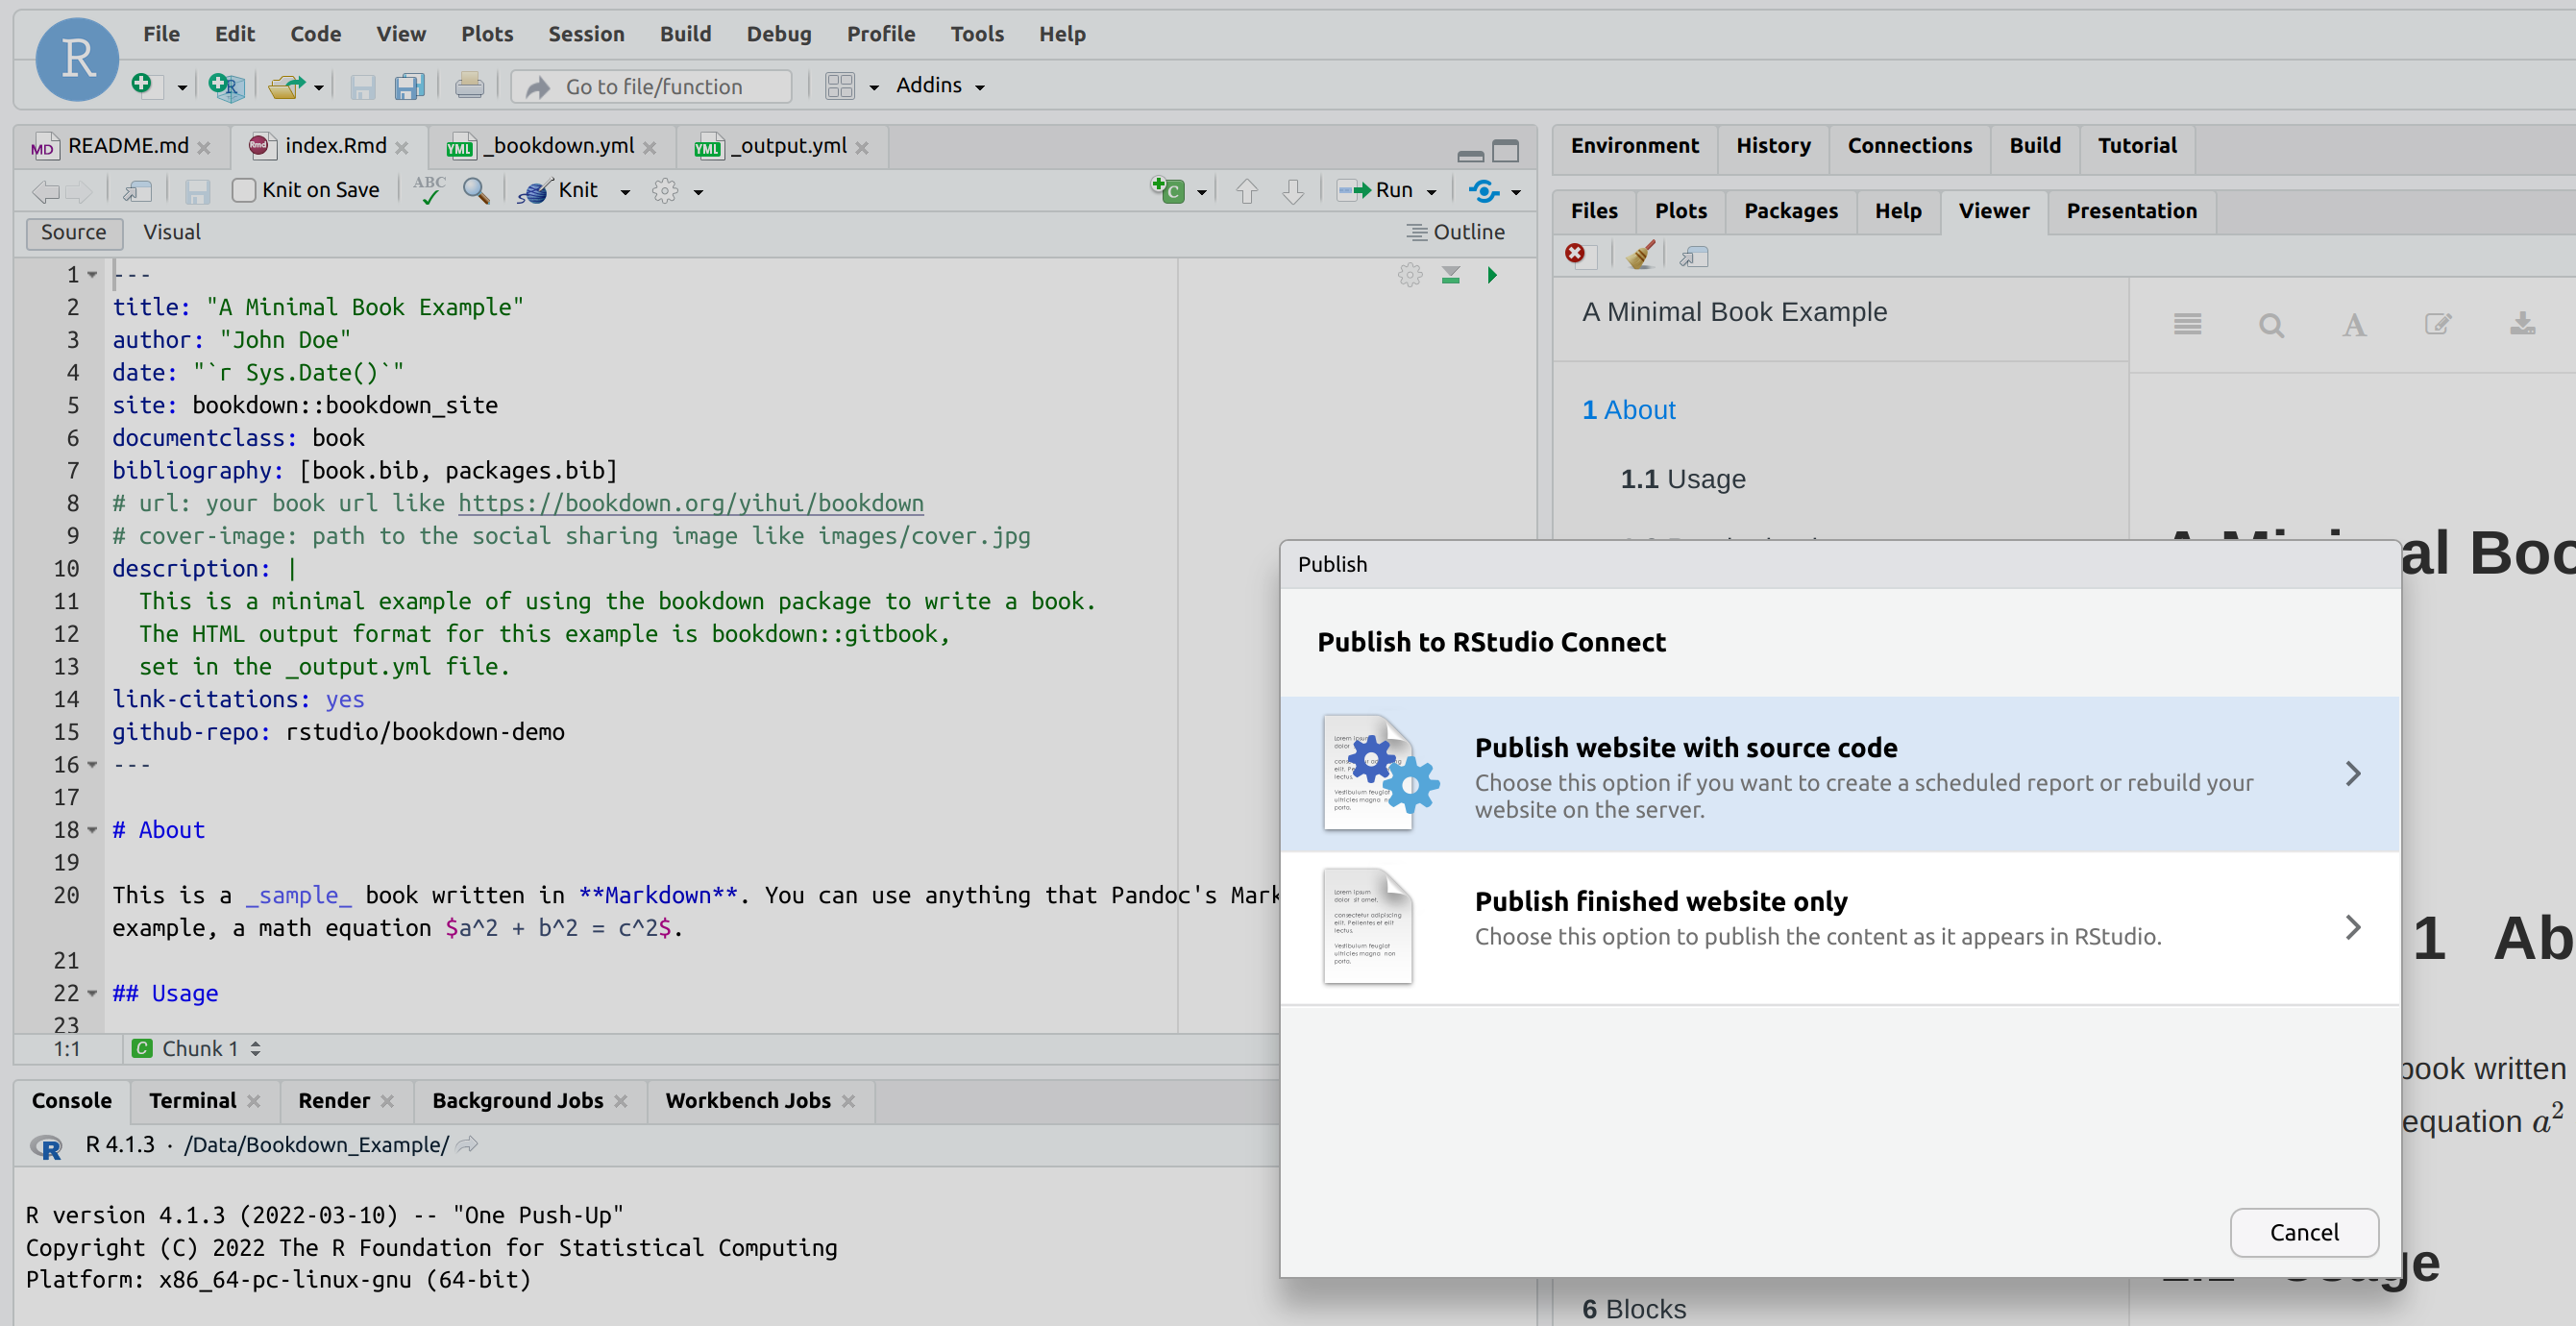 R
File Edit Code View Plots Session Build Debug Profile Tools Help
Go to file/function
Addins
README.md
index.Rmd
_bookdown.yml
_output.yml
Knit on Save
ABC
Knit
Run
Source
Visual
Outline
1 ---
2 title: "A Minimal Book Example"
3 author: "John Doe"
4 date: "`r Sys.Date()`"
5 site: bookdown::bookdown_site
6 documentclass: book
7 bibliography: [book.bib, packages.bib]
8 # url: your book url like https://bookdown.org/yihui/bookdown
9 # cover-image: path to the social sharing image like images/cover.jpg
10 description: |
11 This is a minimal example of using the bookdown package to write a book.
12 The HTML output format for this example is bookdown::gitbook,
13 set in the _output.yml file.
14 link-citations: yes
15 github-repo: rstudio/bookdown-demo
16 ---
17
18 # About
19
20 This is a _sample_ book written in **Markdown**. You can use anything that Pandoc's Mark
example, a math equation $a^2 + b^2 = c^2$.
21
22 ## Usage
23
1:1
Chunk 1
Console Terminal Render Background Jobs Workbench Jobs
R 4.1.3 · /Data/Bookdown_Example/
R version 4.1.3 (2022-03-10) -- "One Push-Up"
Copyright (C) 2022 The R Foundation for Statistical Computing
Platform: x86_64-pc-linux-gnu (64-bit)
Environment History Connections Build Tutorial
Files Plots Packages Help Viewer Presentation
A Minimal Book Example
1 About
1.1 Usage
6 Blocks
al Boo
1 Ab
book written
equation a²
Publish
Publish to RStudio Connect
Publish website with source code
Choose this option if you want to create a scheduled report or rebuild your
website on the server.
Publish finished website only
Choose this option to publish the content as it appears in RStudio.
Cancel